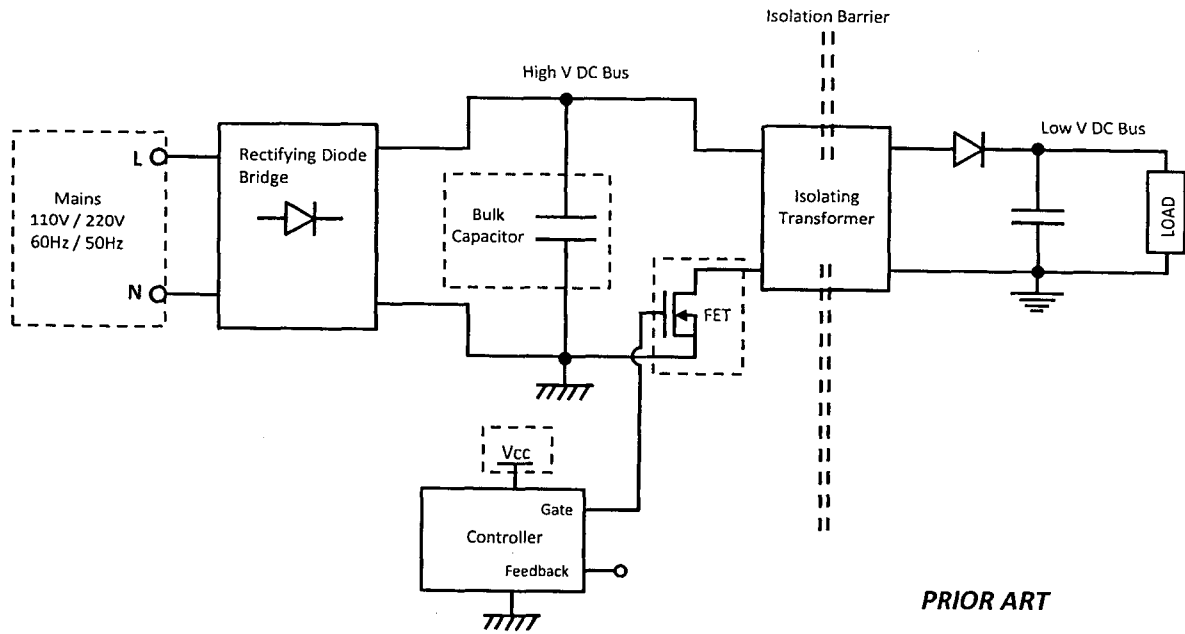 Isolation Barrier
High V DC Bus
Mains
110V / 220V
60Hz / 50Hz
L
N
Rectifying Diode
Bridge
Bulk
Capacitor
FET
Isolating
Transformer
Low V DC Bus
LOAD
Vcc
Gate
Controller
Feedback
PRIOR ART